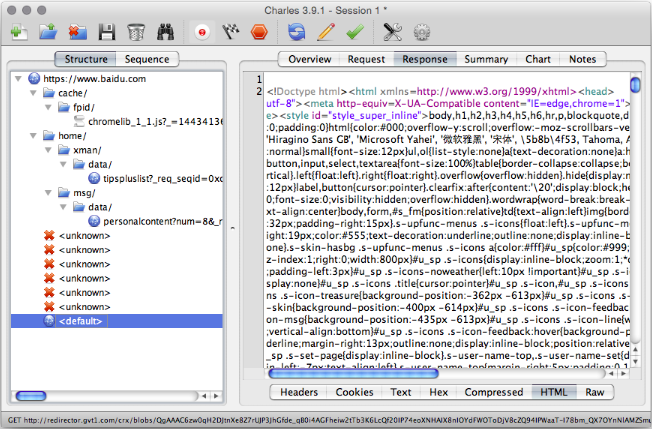 Charles 3.9.1 - Session 1 *
Structure
Sequence
https://www.baidu.com
cache/
fpid/
chromelib_1_1.js?_=14434136
home/
xman/
data/
tipspluslist?_req_seqid=0xc
msg/
data/
personalcontent?num=8&_r
<unknown>
<unknown>
<unknown>
<unknown>
<unknown>
<unknown>
<default>
Overview
Request
Response
Summary
Chart
Notes
1
2
<!Doctype html><html xmlns=http://www.w3.org/1999/xhtml><head>
utf-8"><meta http-equiv=X-UA-Compatible content="IE=edge,chrome=1">
e><style id="style_super_inline">body,h1,h2,h3,h4,h5,h6,hr,p,blockquote,d
:0;padding:0}html{color:#000;overflow-y:scroll;overflow:-moz-scrollbars-ve
'Hiragino Sans GB', 'Microsoft Yahei', '微软雅黑', '宋体', \5b8b\4f53, Tahoma, A
:normal}small{font-size:12px}ul,ol{list-style:none}a{text-decoration:none}a:h
button,input,select,textarea{font-size:100%}table{border-collapse:collapse;bo
rtical}.left{float:left}.right{float:right}.overflow{overflow:hidden}.hide{display:n
:12px}label,button{cursor:pointer}.clearfix:after{content:'\20';display:block;he
0;font-size:0;visibility:hidden;overflow:hidden}.wordwrap{word-break:break-
xt-align:center}body,form,#s_fm{position:relative}td{text-align:left}img{border
:32px;padding-right:15px}.s-upfunc-menus .s-icons{float:left}.s-upfunc-me
ight:19px;color:#555;text-decoration:underline;outline:none;display:inline-b
one}.s-skin-hasbg .s-upfunc-menus .s-icons a{color:#fff}#u_sp{color:#999;
z-index:1;right:0;width:800px}#u_sp .s-icons{display:inline-block;zoom:1;*d
;padding-left:3px}#u_sp .s-icons-noweather{left:10px !important}#u_sp .s-i
splay:none}#u_sp .s-icons .title{cursor:pointer}#u_sp .s-icon,#u_sp .s-icons
ns .s-icon-treasure{background-position:-362px -613px}#u_sp .s-icons .s-i
-skin{background-position:-400px -614px}#u_sp .s-icons .s-icon-feedbac
on-msg{background-position:-435px -613px}#u_sp .s-icons .s-icon-line{w
;vertical-align:bottom}#u_sp .s-icons .s-icon-feedback:hover{background-p
derline;margin-right:13px;outline:none;display:inline-block;position:relative
_sp .s-set-page{display:inline-block}.s-user-name-top,.s-user-name-set{d
Headers
Cookies
Text
Hex
Compressed
HTML
Raw